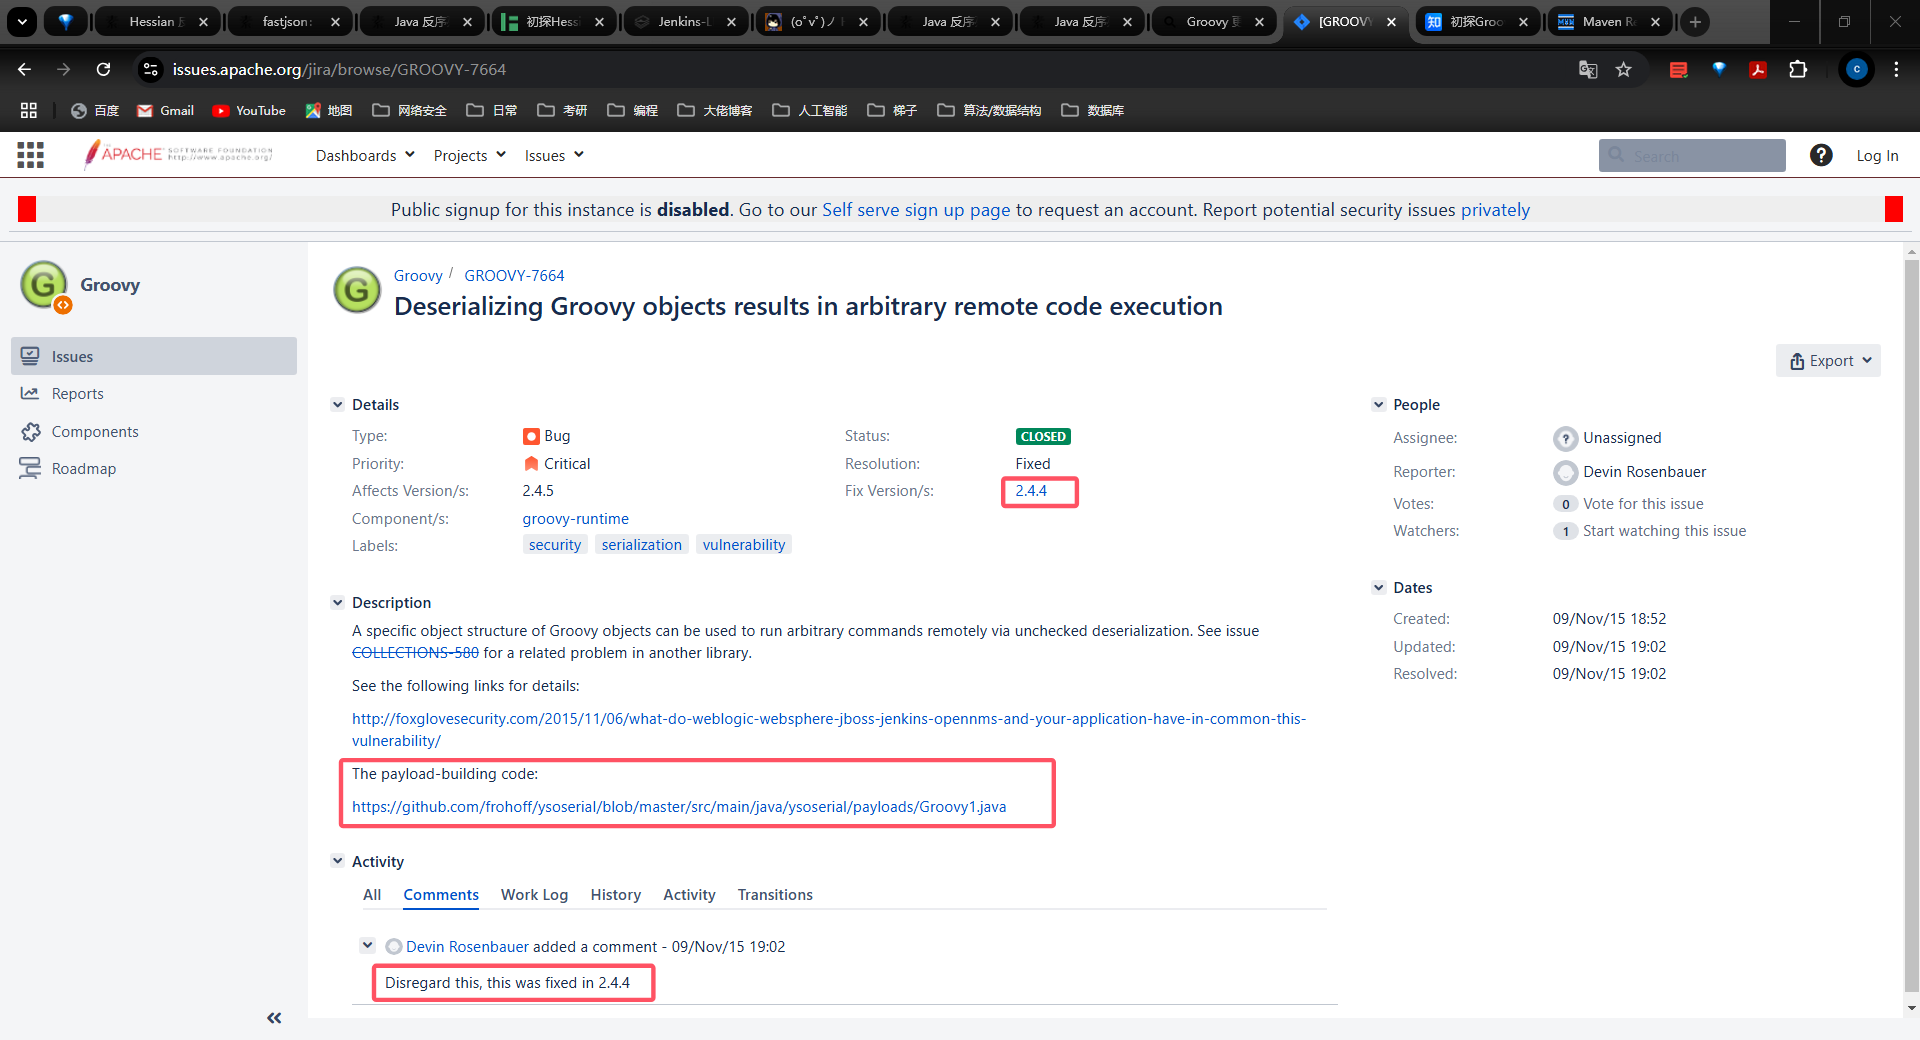 Hessian 反
fastjson
Java 反序
初探Hess
Jenkins-L
(o˚v˚)ノ
Java 反序
Java 反序
Groovy 更
[GROOVY
初探Groo
Maven R
issues.apache.org/jira/browse/GROOVY-7664
百度
Gmail
YouTube
地图
网络安全
日常
考研
编程
大佬博客
人工智能
梯子
算法/数据结构
数据库
APACHE SOFTWARE FOUNDATION
http://www.apache.org/
Dashboards
Projects
Issues
Search
Log In
Public signup for this instance is disabled. Go to our Self serve sign up page to request an account. Report potential security issues privately
Groovy
Issues
Reports
Components
Roadmap
Groovy / GROOVY-7664
Deserializing Groovy objects results in arbitrary remote code execution
Export
Details
Type: Bug
Status: CLOSED
Priority: Critical
Resolution: Fixed
Affects Version/s: 2.4.5
Fix Version/s: 2.4.4
Component/s: groovy-runtime
Labels: security serialization vulnerability
People
Assignee: Unassigned
Reporter: Devin Rosenbauer
Votes: 0 Vote for this issue
Watchers: 1 Start watching this issue
Dates
Created: 09/Nov/15 18:52
Updated: 09/Nov/15 19:02
Resolved: 09/Nov/15 19:02
Description
A specific object structure of Groovy objects can be used to run arbitrary commands remotely via unchecked deserialization. See issue
COLLECTIONS-580 for a related problem in another library.
See the following links for details:
http://foxglovesecurity.com/2015/11/06/what-do-weblogic-websphere-jboss-jenkins-opennms-and-your-application-have-in-common-this-
vulnerability/
The payload-building code:
https://github.com/frohoff/ysoserial/blob/master/src/main/java/ysoserial/payloads/Groovy1.java
Activity
All Comments Work Log History Activity Transitions
Devin Rosenbauer added a comment - 09/Nov/15 19:02
Disregard this, this was fixed in 2.4.4